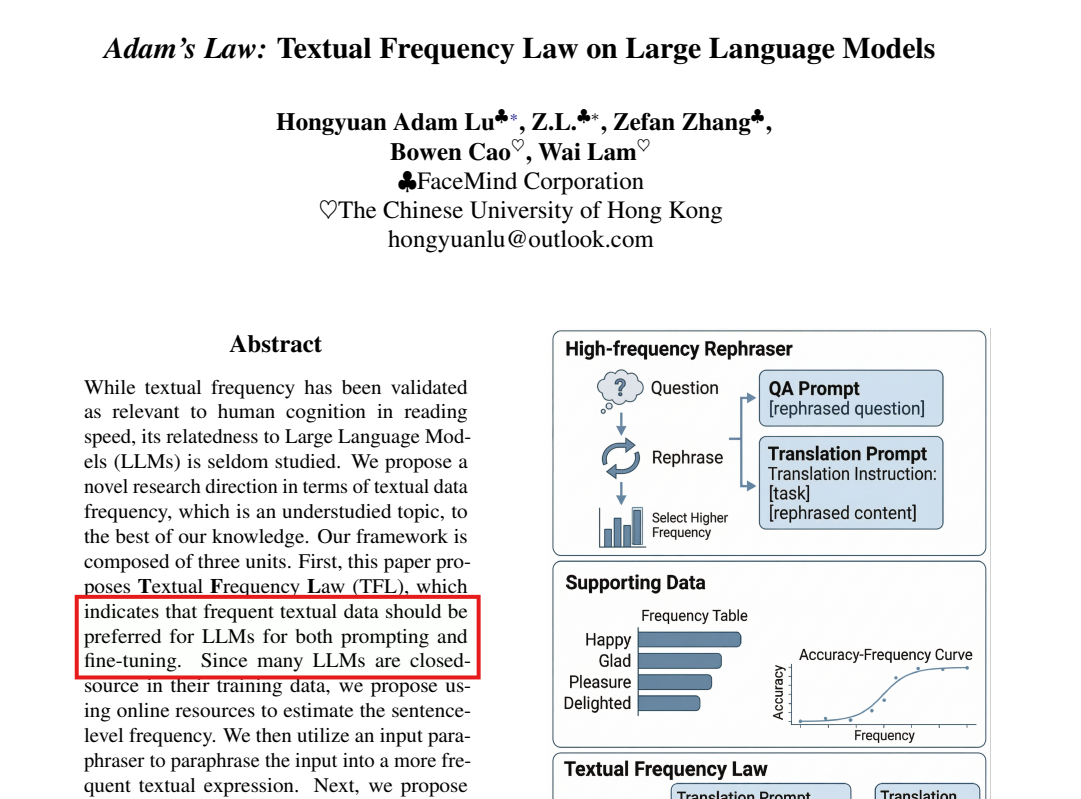 Adam's Law: Textual Frequency Law on Large Language Models
Hongyuan Adam Lu♣*, Z.L.♣*, Zefan Zhang♣,
Bowen Cao♡, Wai Lam♡
♣FaceMind Corporation
♡The Chinese University of Hong Kong
hongyuanlu@outlook.com
Abstract
While textual frequency has been validated
as relevant to human cognition in reading
speed, its relatedness to Large Language Mod-
els (LLMs) is seldom studied. We propose a
novel research direction in terms of textual data
frequency, which is an understudied topic, to
the best of our knowledge. Our framework is
composed of three units. First, this paper pro-
poses Textual Frequency Law (TFL), which
indicates that frequent textual data should be
preferred for LLMs for both prompting and
fine-tuning. Since many LLMs are closed-
source in their training data, we propose us-
ing online resources to estimate the sentence-
level frequency. We then utilize an input para-
phraser to paraphrase the input into a more fre-
quent textual expression. Next, we propose
High-frequency Rephraser
?
Question
Rephrase
Select Higher
Frequency
QA Prompt
[rephrased question]
Translation Prompt
Translation Instruction:
[task]
[rephrased content]
Supporting Data
Frequency Table
Happy
Glad
Pleasure
Delighted
Accuracy-Frequency Curve
Accuracy
Frequency
Textual Frequency Law
Translation Prompt
Translation